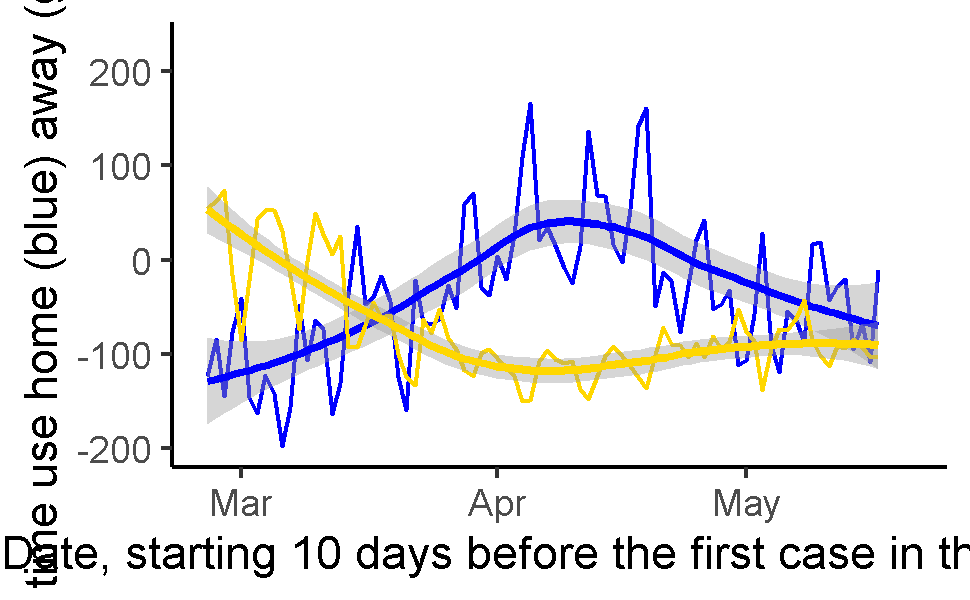 time use home (blue) away (
200
100
0
-100
-200
Mar Apr May
Date, starting 10 days before the first case in th